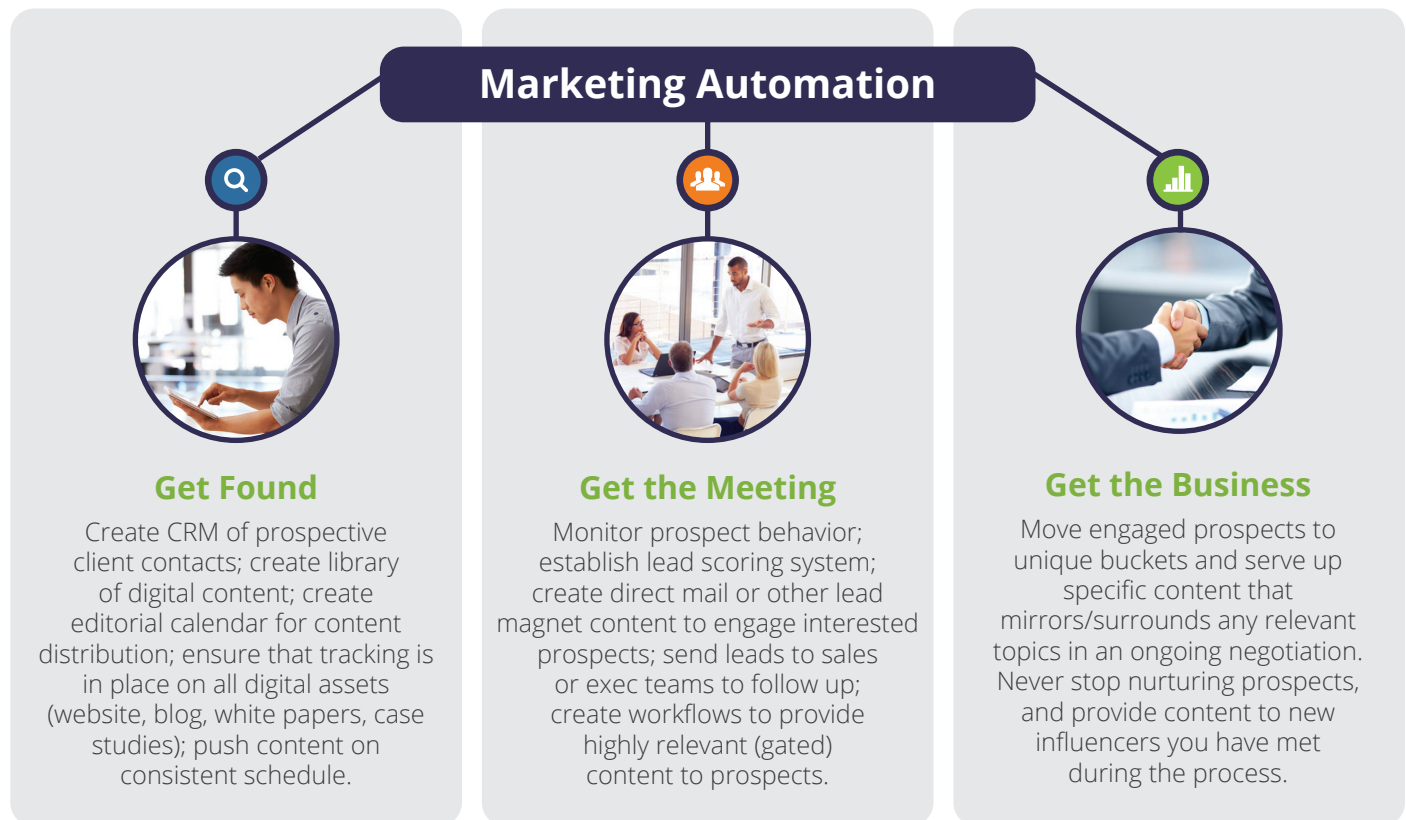 Marketing Automation
Get Found
Create CRM of prospective
client contacts; create library
of digital content; create
editorial calendar for content
distribution; ensure that tracking is
in place on all digital assets
(website, blog, white papers, case
studies); push content on
consistent schedule.
Get the Meeting
Monitor prospect behavior;
establish lead scoring system;
create direct mail or other lead
magnet content to engage interested
prospects; send leads to sales
or exec teams to follow up;
create workflows to provide
highly relevant (gated)
content to prospects.
Get the Business
Move engaged prospects to
unique buckets and serve up
specific content that
mirrors/surrounds any relevant
topics in an ongoing negotiation.
Never stop nurturing prospects,
and provide content to new
influencers you have met
during the process.